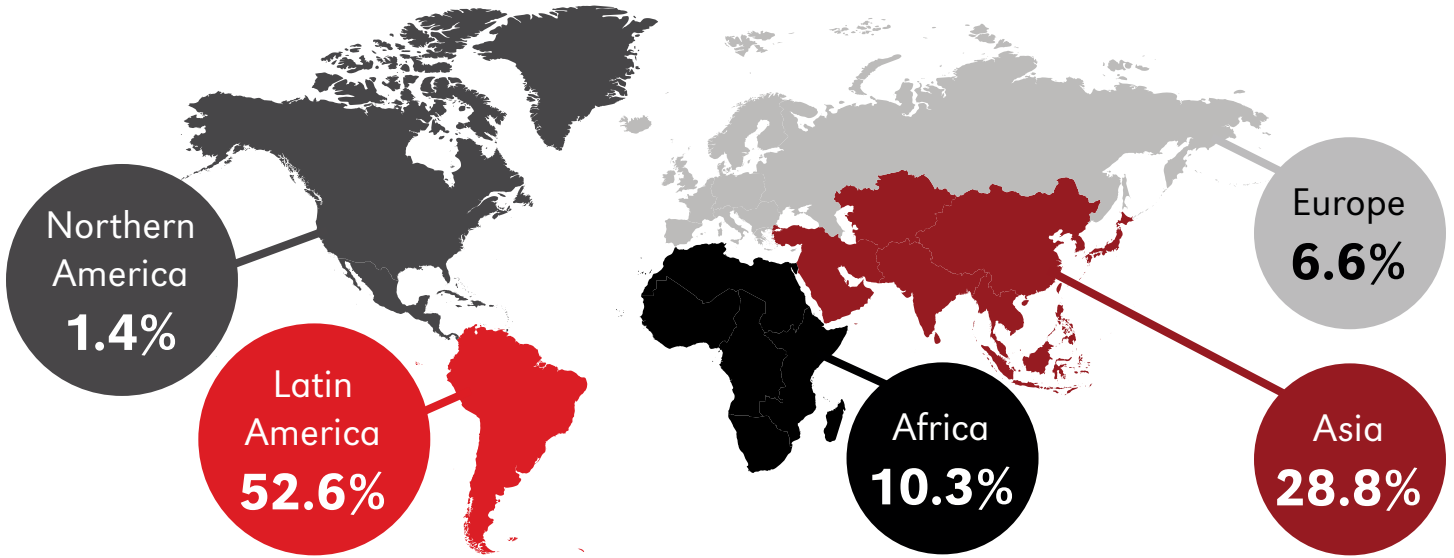 Northern
America
1.4%
Latin
America
52.6%
Africa
10.3%
Europe
6.6%
Asia
28.8%